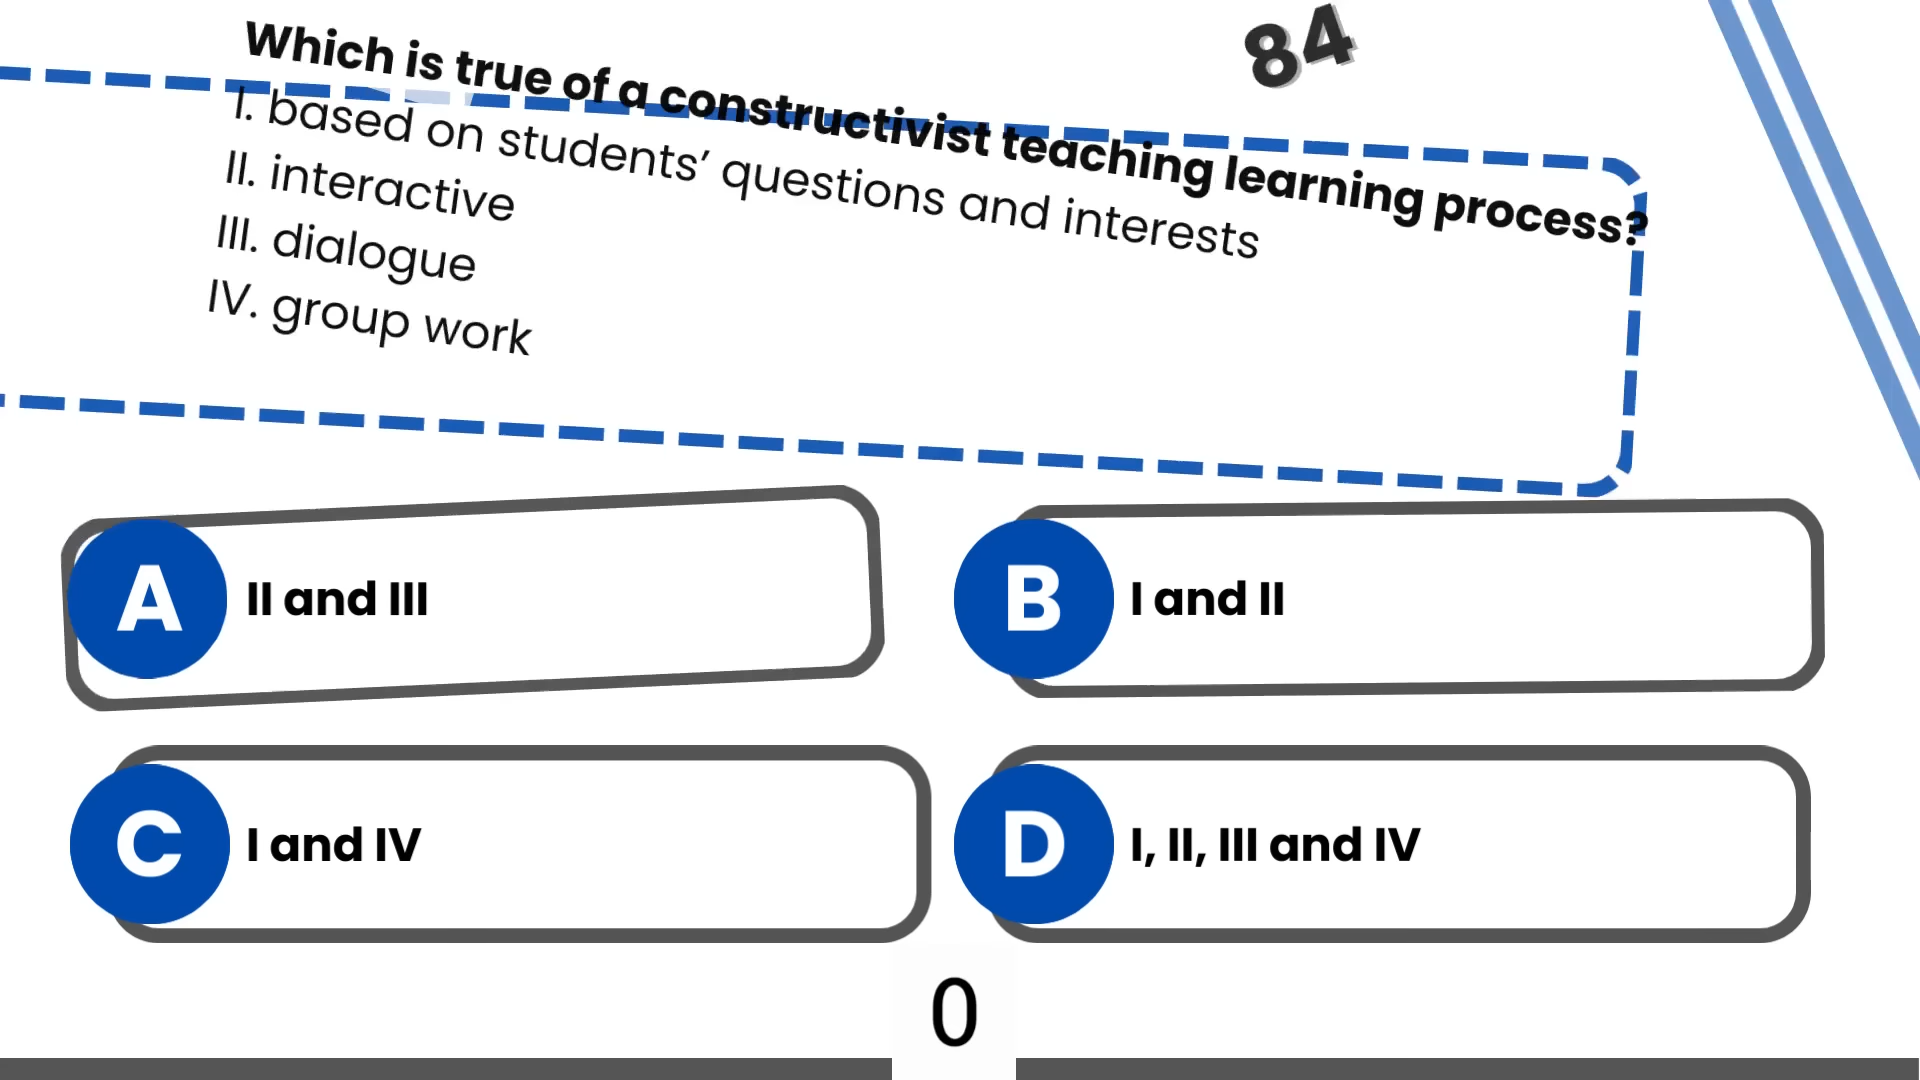 84
Which is true of a constructivist teaching learning process?
I. based on students’ questions and interests
II. interactive
III. dialogue
IV. group work
A II and III
B I and II
C I and IV
D I, II, III and IV
0